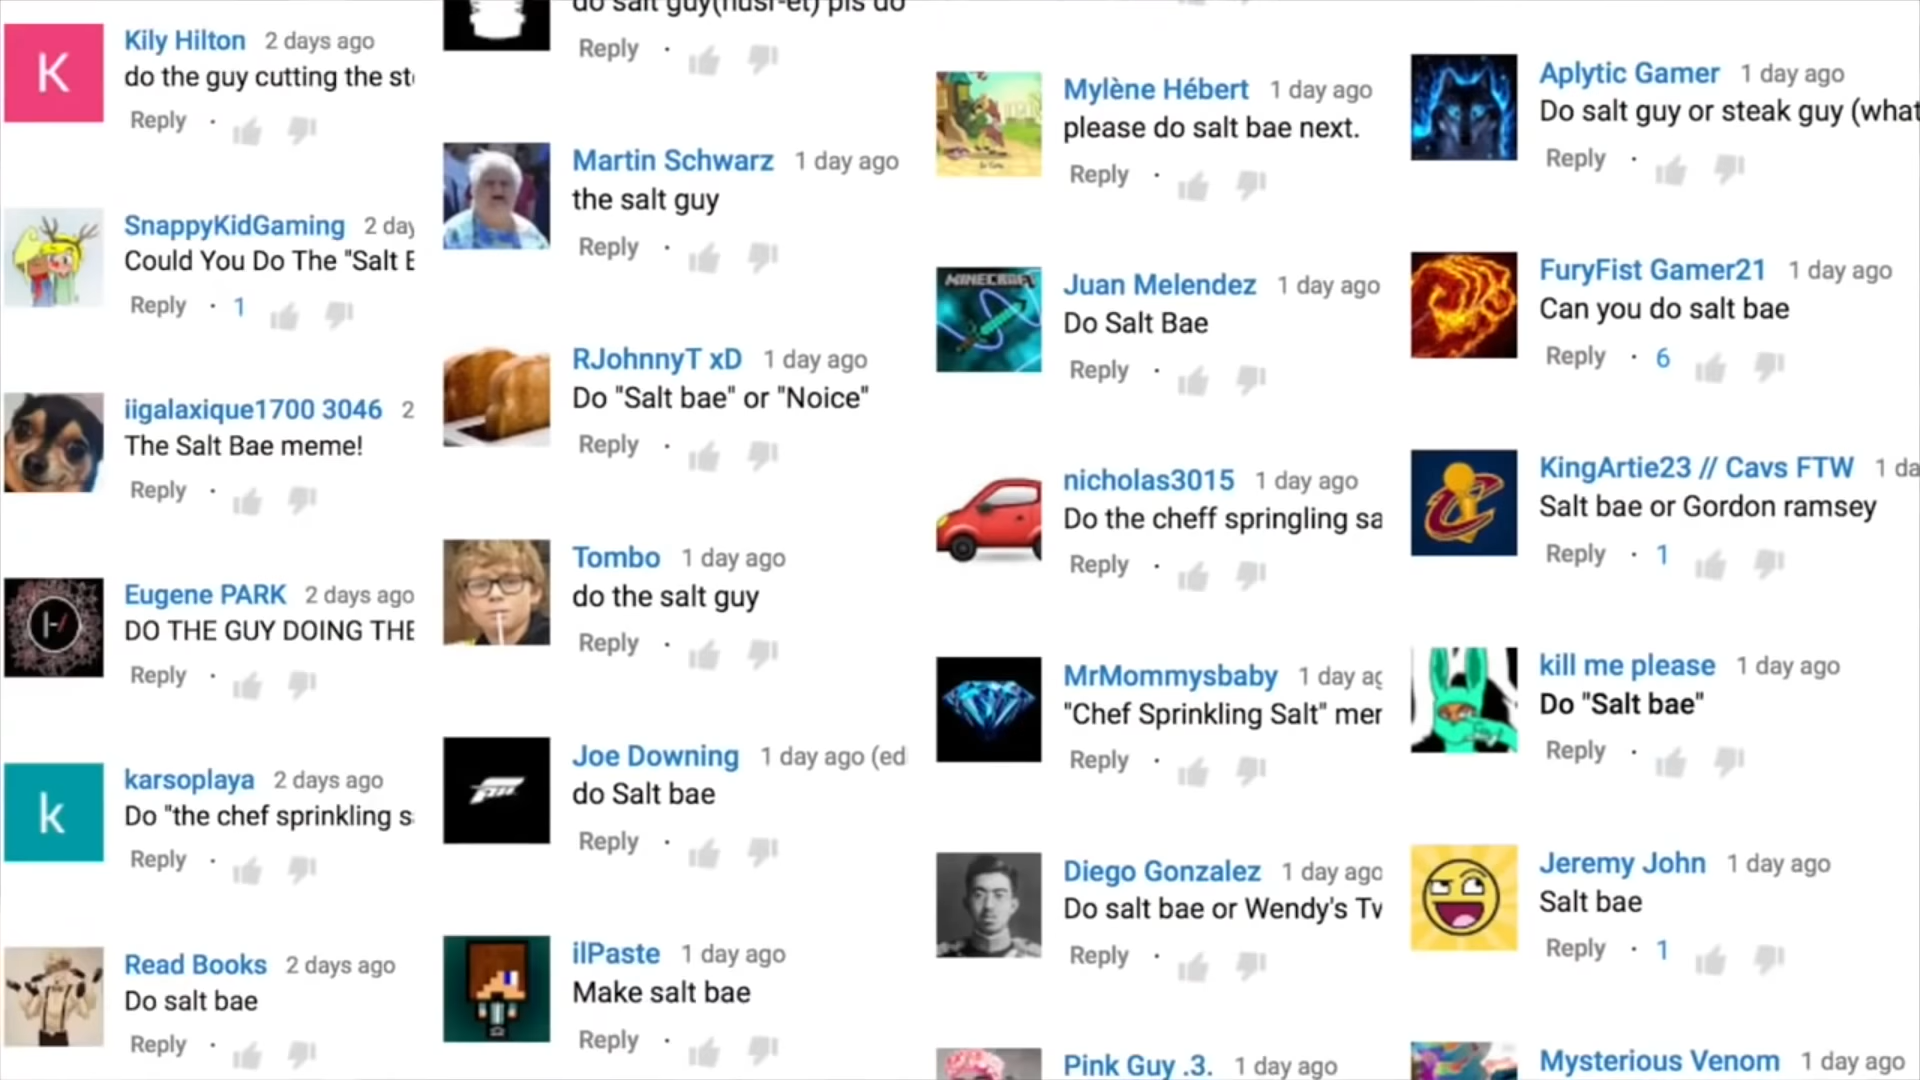 K
Kily Hilton 2 days ago
do the guy cutting the
Reply
SnappyKidGaming 2
Could You Do The "Salt
Reply · 1
iigalaxique1700 3046 2
The Salt Bae meme!
Reply
Eugene PARK 2 days ago
DO THE GUY DOING THE
Reply
k
karsoplaya 2 days ago
Do "the chef sprinkling
Reply
Read Books 2 days ago
Do salt bae
Reply
do salt guy(nusr-et) pls do
Reply
Martin Schwarz 1 day ago
the salt guy
Reply
RJohnnyT xD 1 day ago
Do "Salt bae" or "Noice"
Reply
Tombo 1 day ago
do the salt guy
Reply
Joe Downing 1 day ago
do Salt bae
Reply
ilPaste 1 day ago
Make salt bae
Reply
Mylène Hébert 1 day ago
please do salt bae next.
Reply
MINECRAFT
Juan Melendez 1 day ago
Do Salt Bae
Reply
nicholas3015 1 day ago
Do the cheff springling
Reply
MrMommysbaby 1 day
"Chef Sprinkling Salt"
Reply
Diego Gonzalez 1 day ago
Do salt bae or Wendy's
Reply
Pink Guy .3. 1 day ago
Aplytic Gamer 1 day ago
Do salt guy or steak guy (what
Reply
FuryFist Gamer21 1 day ago
Can you do salt bae
Reply · 6
KingArtie23 // Cavs FTW 1
Salt bae or Gordon ramsey
Reply · 1
kill me please 1 day ago
Do "Salt bae"
Reply
Jeremy John 1 day ago
Salt bae
Reply · 1
Mysterious Venom 1 day ago